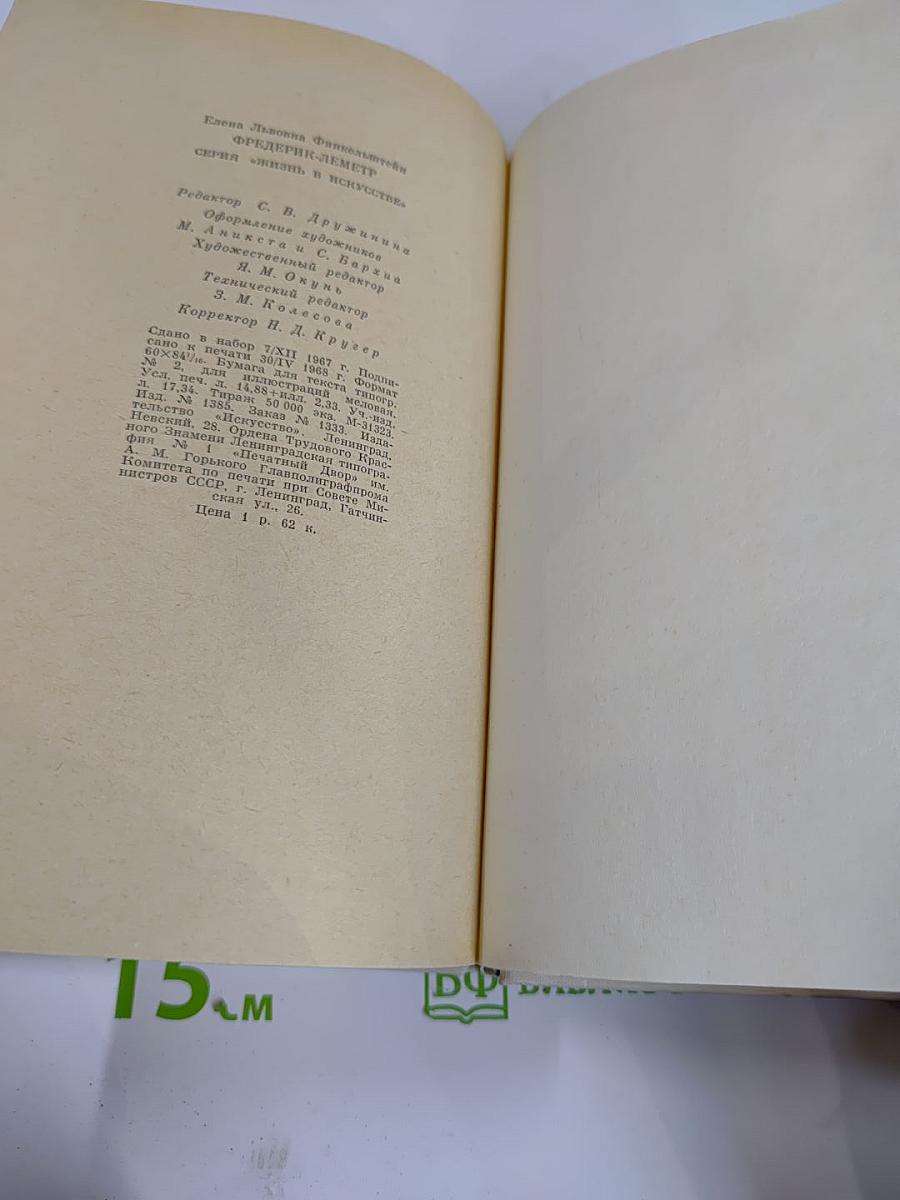 Елена Львовна Финкельштейн
ФРЕДЕРИК-ЛЕМЕТР
СЕРИЯ «ЖИЗНЬ В ИСКУССТВЕ»
Редактор С. В. Дружинина
Оформление художников
М. Аникста и С. Бархина
Художественный редактор
Я. М. Окунь
Технический редактор
З. М. Колесова
Корректор Н. Д. Кругер
Сдано в набор 7/XII 1967 г. Подпи-
сано к печати 30/IV 1968 г. Формат
60×84¹/₁₆. Бумага для текста типогр.
№ 2, для иллюстраций меловая.
Усл. печ. л. 14,88+илл. 2,33. Уч.-изд.
л. 17,34. Тираж 50 000 экз. М-31323.
Изд. № 1385. Заказ № 1333. Изда-
тельство «Искусство». Ленинград,
Невский, 28. Ордена Трудового Крас-
ного Знамени Ленинградская типогра-
фия № 1 «Печатный Двор» им.
А. М. Горького Главполиграфпрома
Комитета по печати при Совете Ми-
нистров СССР, г. Ленинград, Гатчин-
ская ул., 26.
Цена 1 р. 62 к.
15 см
БФ